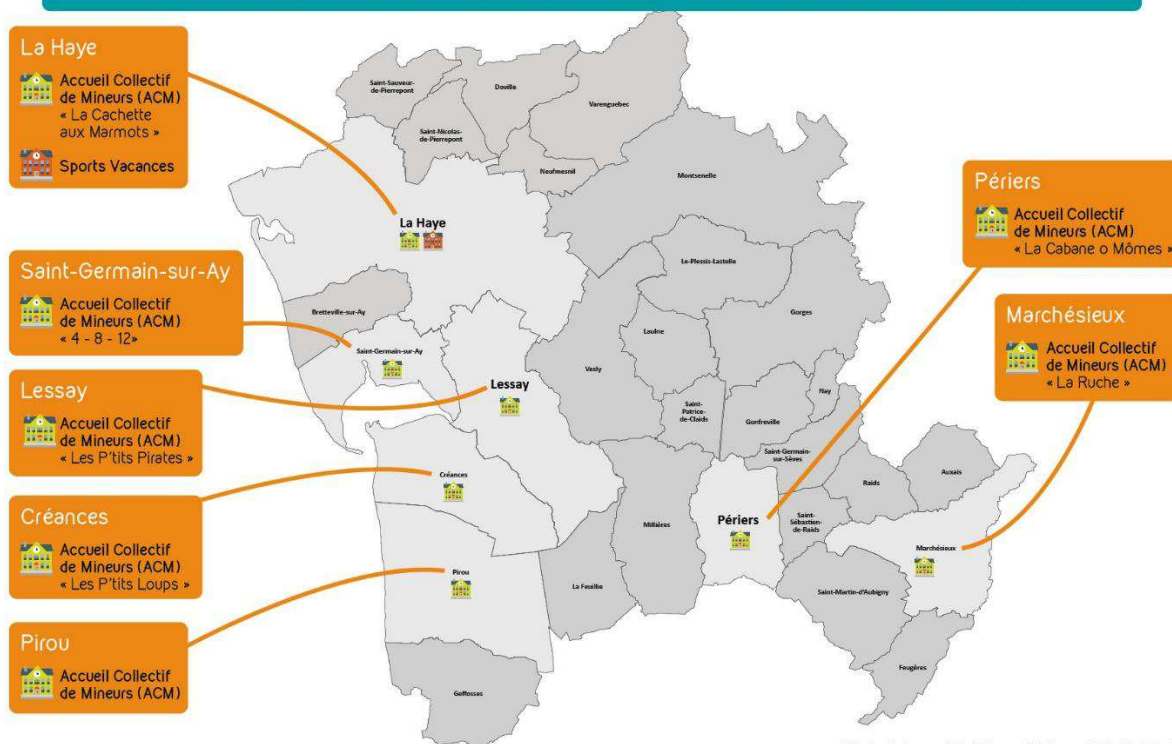 La Haye
Accueil Collectif
de Mineurs (ACM)
« La Cachette
aux Marmots »
Sports Vacances
Saint-Germain-sur-Ay
Accueil Collectif
de Mineurs (ACM)
« 4 - 8 - 12»
Lessay
Accueil Collectif
de Mineurs (ACM)
« Les P'tits Pirates »
Créances
Accueil Collectif
de Mineurs (ACM)
« Les P'tits Loups »
Pirou
Accueil Collectif
de Mineurs (ACM)
Saint-Sauveur-
de-Pierrepont
Doville
Varenguebec
Saint-Nicolas-
de-Pierrepont
Neufmesnil
Montsenelle
La Haye
Le-Plessis-Lastelle
Bretteville-sur-Ay
Gorges
Laulne
Saint-Germain-sur-Ay
Vesly
Lessay
Nay
Saint-
Patrice-
de-Claids
Gonfreville
Saint-Germain-
sur-Sèves
Créances
Auxais
Raids
Périers
Saint-
Sébastien-
de-Raids
Millières
Marchésieux
Pirou
La Feuillie
Saint-Martin-d'Aubigny
Feugères
Geffosses
Périers
Accueil Collectif
de Mineurs (ACM)
« La Cabane o Mômes »
Marchésieux
Accueil Collectif
de Mineurs (ACM)
« La Ruche »